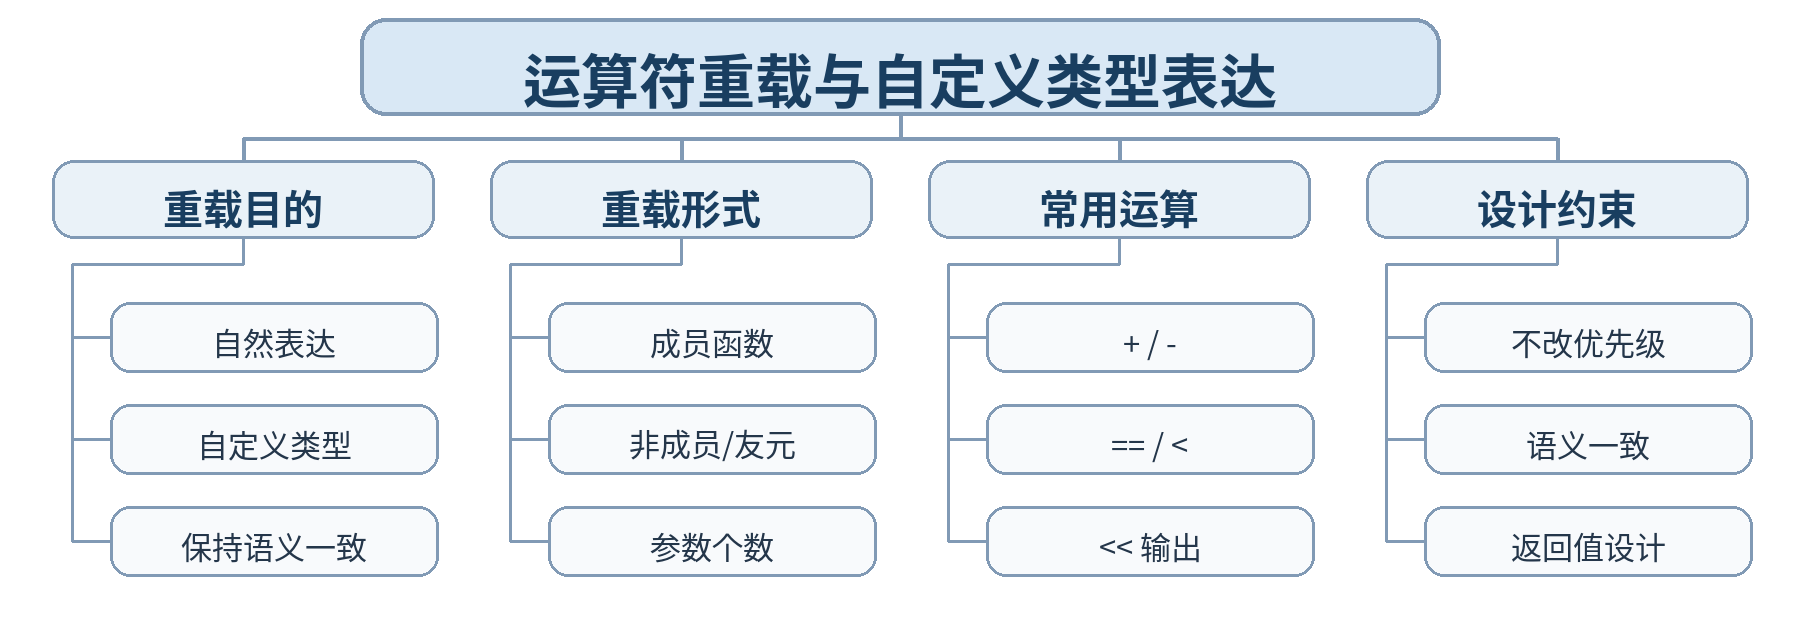 运算符重载与自定义类型表达
重载目的
重载形式
常用运算
设计约束
自然表达
成员函数
+ / -
不改优先级
自定义类型
非成员/友元
== / <
语义一致
保持语义一致
参数个数
<< 输出
返回值设计